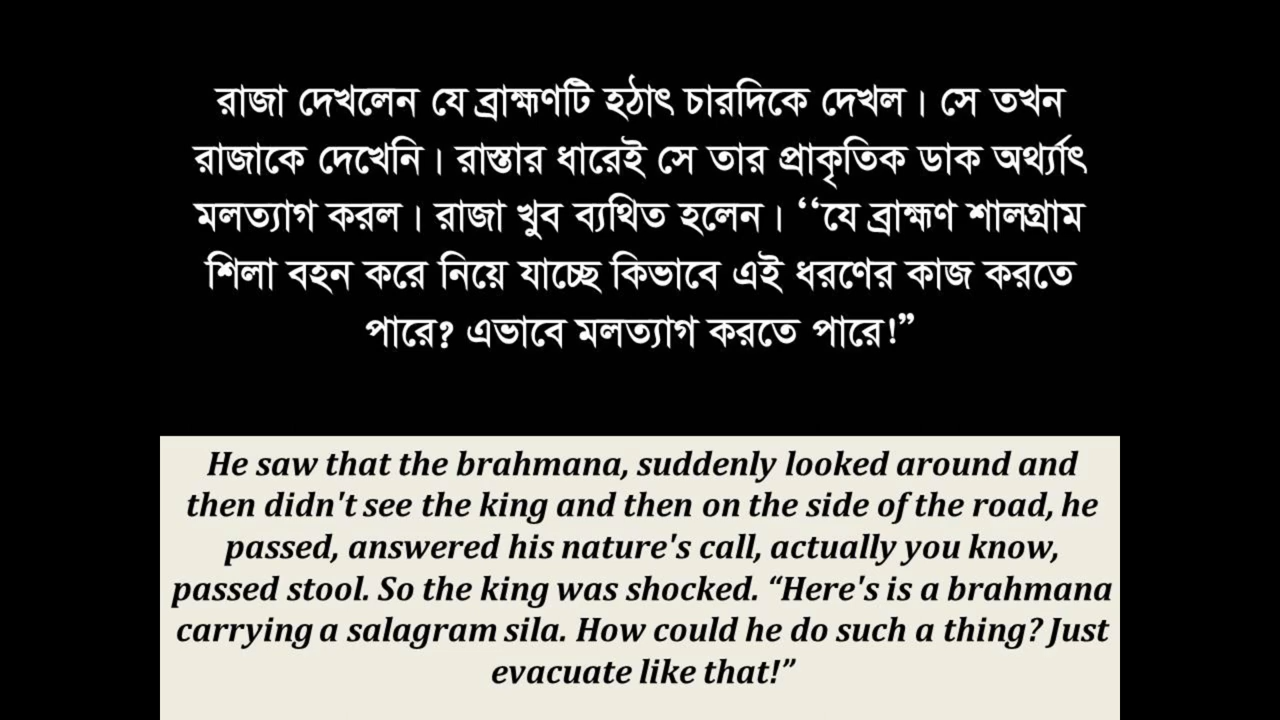 রাজা দেখলেন যে ব্রাহ্মণটি হঠাৎ চারদিকে দেখল। সে তখন
রাজাকে দেখেনি। রাস্তার ধারেই সে তার প্রাকৃতিক ডাক অর্থ্যাৎ
মলত্যাগ করল। রাজা খুব ব্যথিত হলেন। ‘‘যে ব্রাহ্মণ শালগ্রাম
শিলা বহন করে নিয়ে যাচ্ছে কিভাবে এই ধরণের কাজ করতে
পারে? এভাবে মলত্যাগ করতে পারে!”
He saw that the brahmana, suddenly looked around and
then didn't see the king and then on the side of the road, he
passed, answered his nature's call, actually you know,
passed stool. So the king was shocked. “Here's is a brahmana
carrying a salagram sila. How could he do such a thing? Just
evacuate like that!”